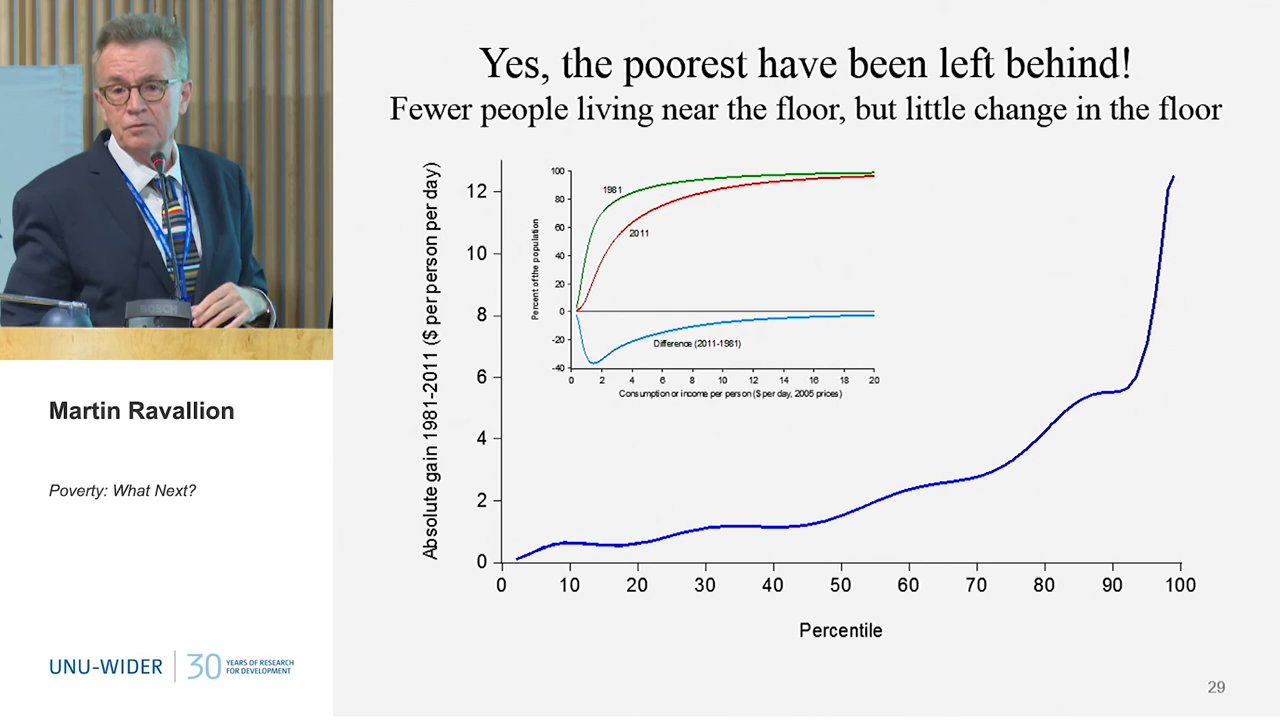 Yes, the poorest have been left behind!
Fewer people living near the floor, but little change in the floor
Absolute gain 1981-2011 ($ per person per day)
12
10
8
6
4
2
0
0 10 20 30 40 50 60 70 80 90 100
Percentile
Percent of the population
100
80
60
40
20
0
-20
-40
1981
2011
Difference (2011-1981)
0 2 4 6 8 10 12 14 16 18 20
Consumption or income per person ($ per day, 2005 prices)
BOSCH
Martin Ravallion
Poverty: What Next?
UNU-WIDER
30 YEARS OF RESEARCH
FOR DEVELOPMENT
29